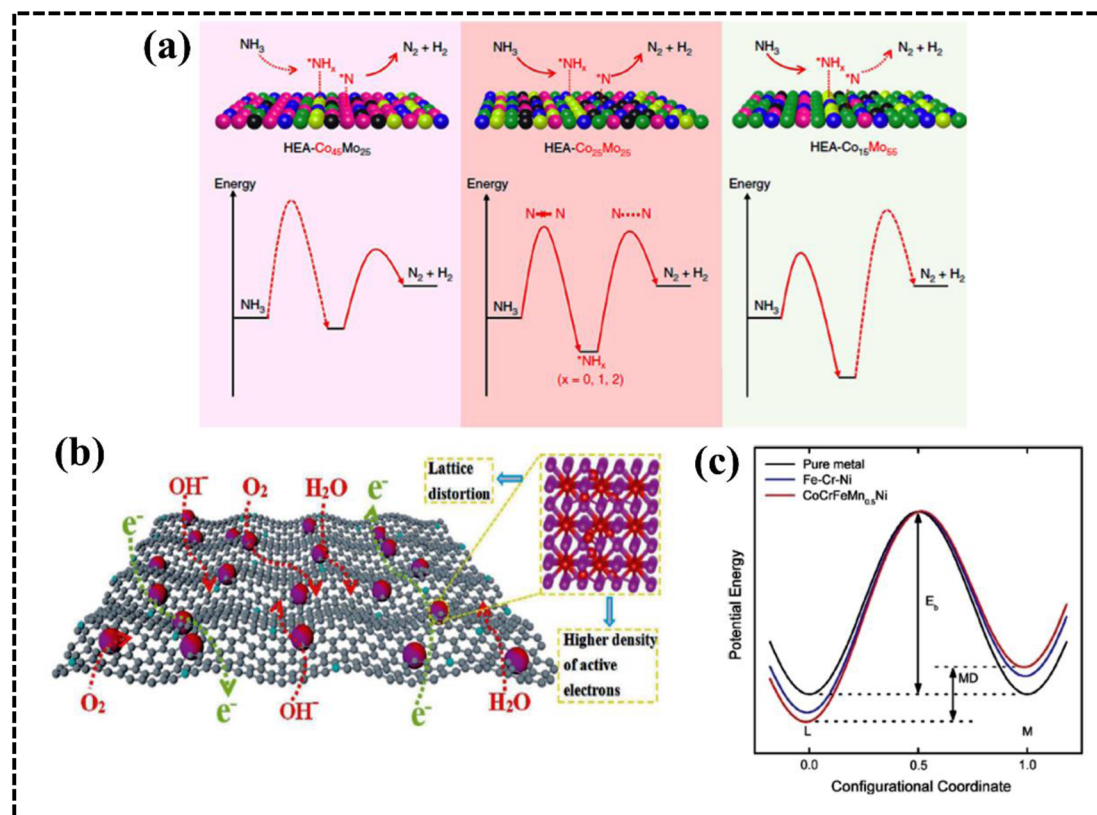 (a)
NH₃
*NHₓ
*N
N₂ + H₂
HEA-Co₄₅Mo₂₅
Energy
NH₃
N₂ + H₂
NH₃
*NHₓ
*N
N₂ + H₂
HEA-Co₂₅Mo₂₅
Energy
N N
N N
NH₃
N₂ + H₂
*NHₓ
(x = 0, 1, 2)
NH₃
*NHₓ
*N
N₂ + H₂
HEA-Co₁₅Mo₅₅
Energy
NH₃
N₂ + H₂
(b)
OH⁻
O₂
H₂O
e⁻
e⁻
O₂
e⁻
OH⁻
e⁻
H₂O
Lattice
distortion
Higher density
of active
electrons
(c)
Pure metal
Fe-Cr-Ni
CoCrFeMn₀.₅Ni
Potential Energy
E_b
MD
L
M
0.0
0.5
1.0
Configurational Coordinate